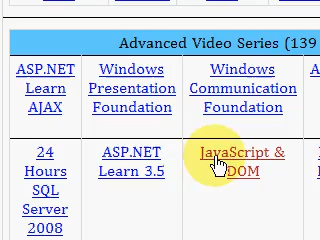 Advanced Video Series (139
ASP.NET
Learn
AJAX
Windows
Presentation
Foundation
Windows
Communication
Foundation
24
Hours
SQL
Server
2008
ASP.NET
Learn 3.5
JavaScript &
DOM